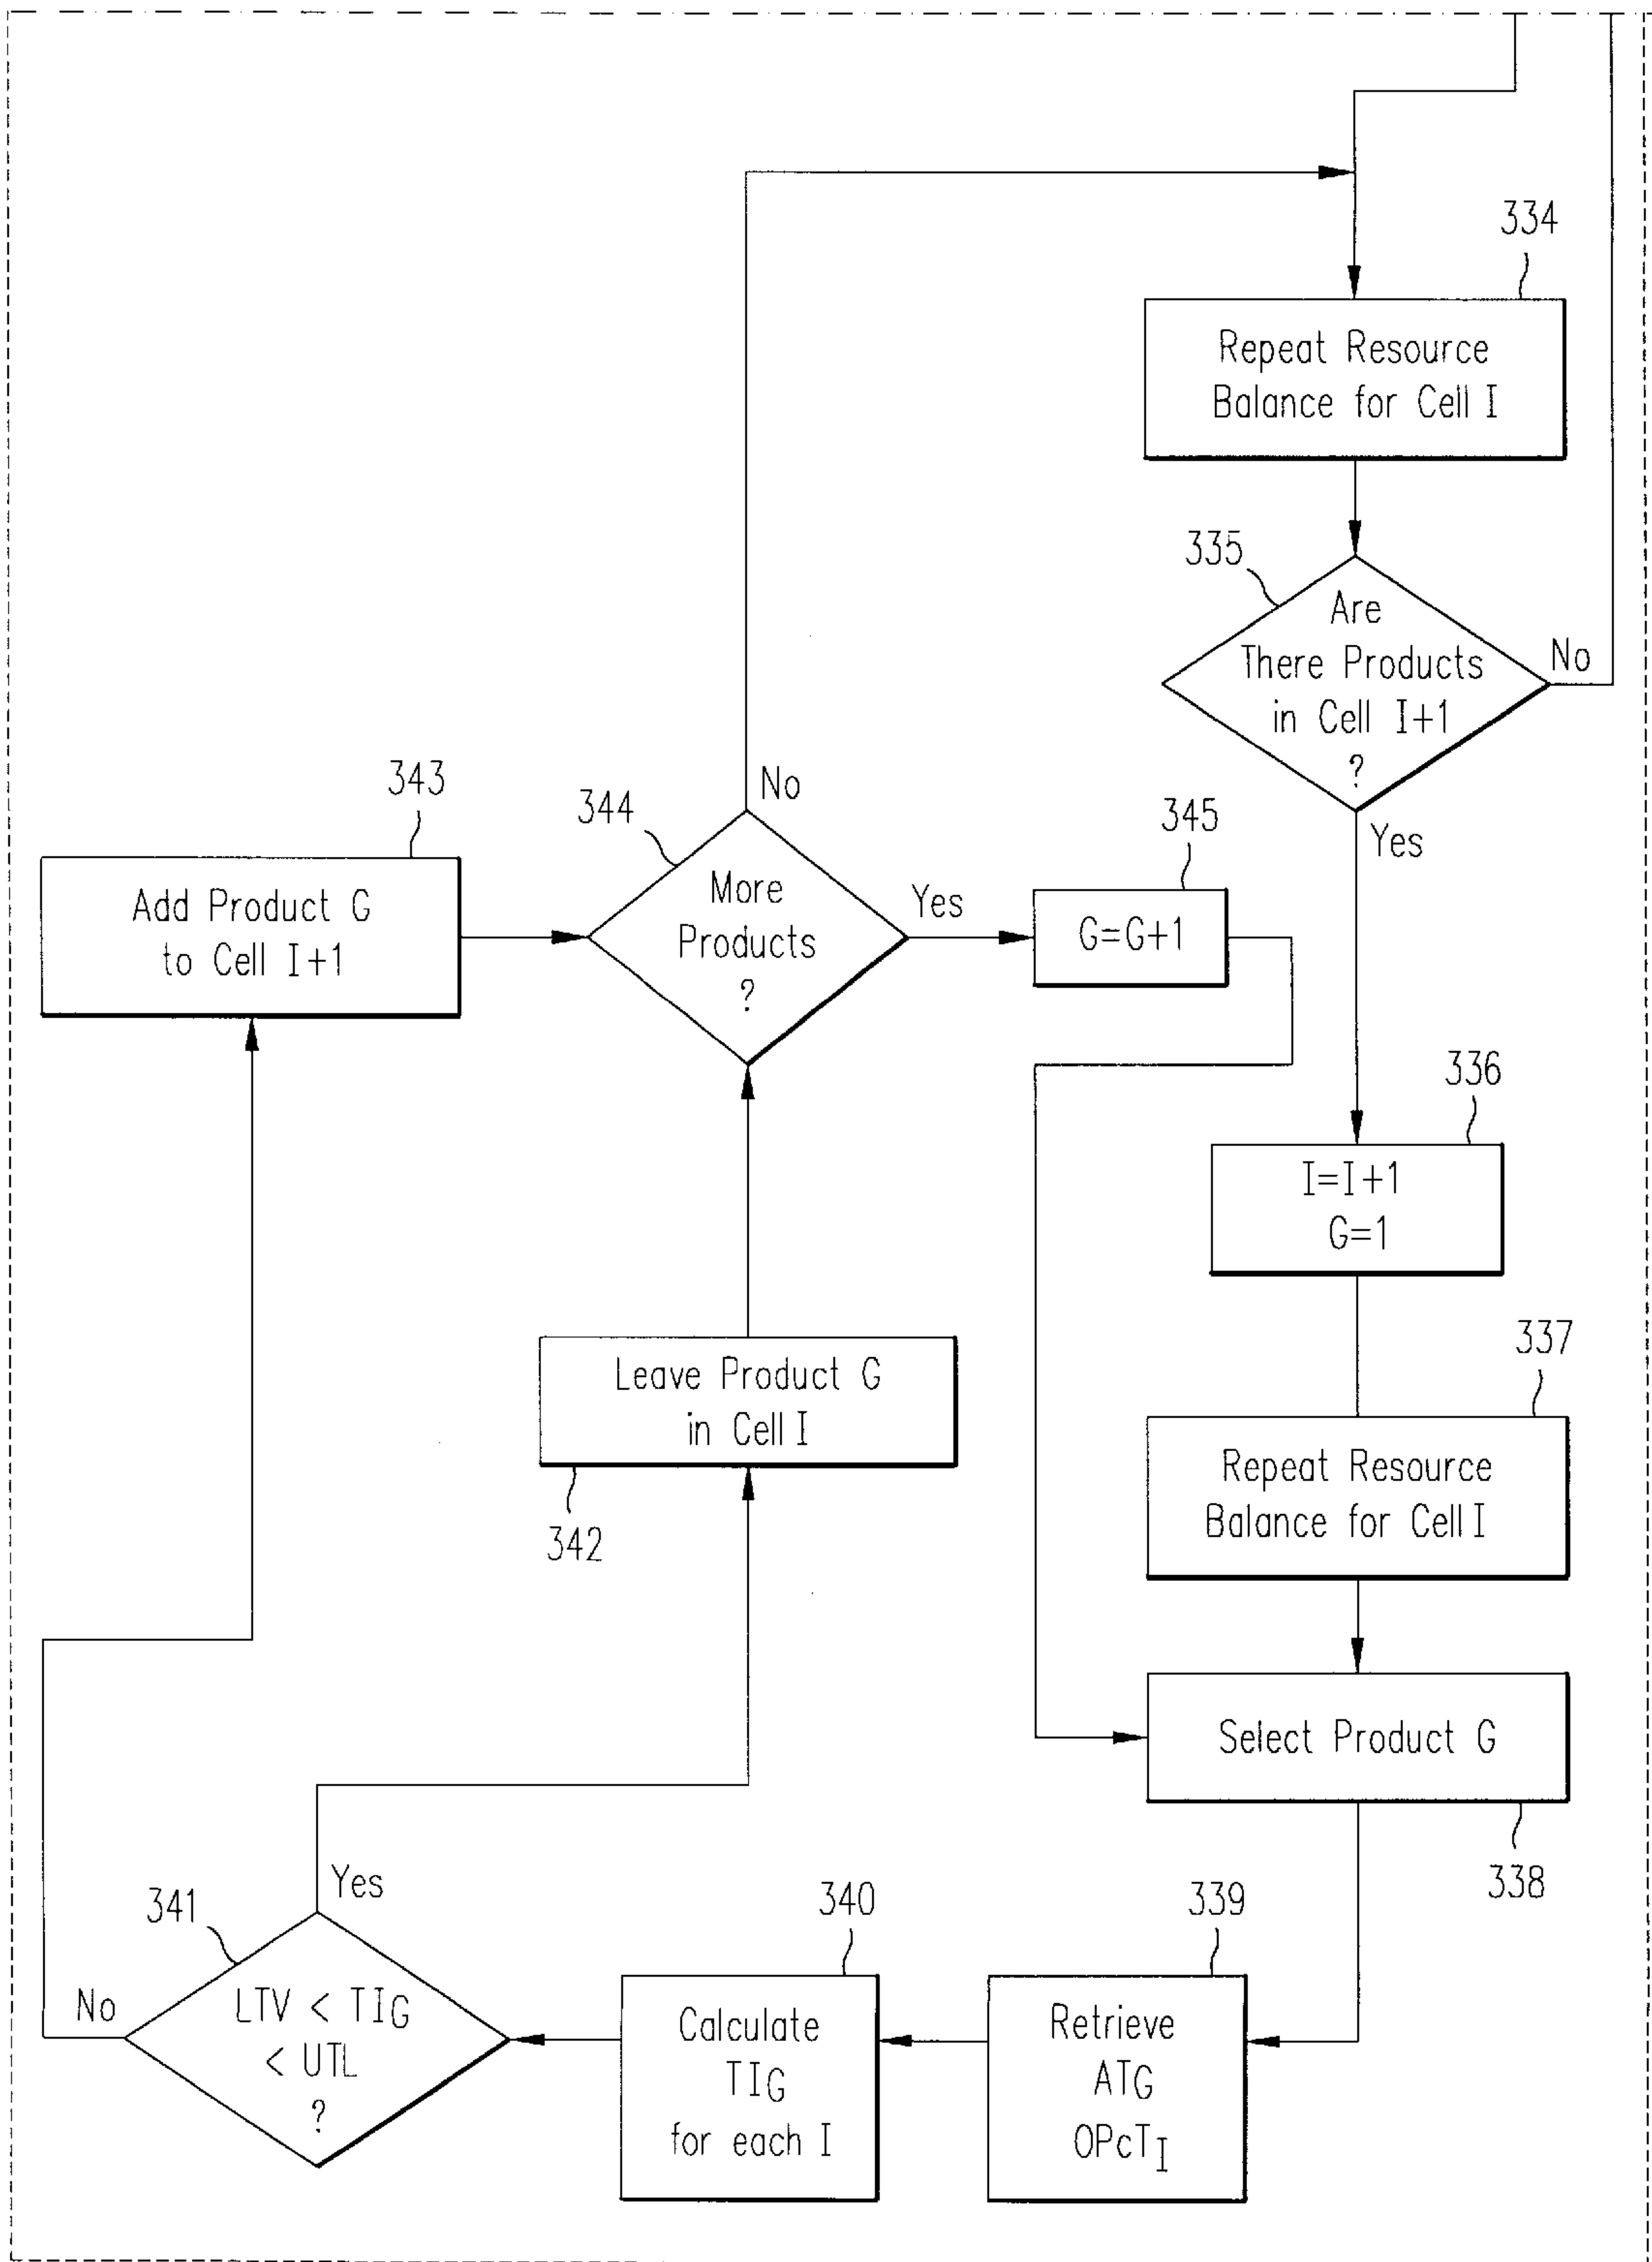 334
Repeat Resource
Balance for Cell I
335
Are
There Products
in Cell I+1
?
No
Yes
343
Add Product G
to Cell I+1
344
No
More
Products
?
Yes
345
G=G+1
336
I=I+1
G=1
337
Repeat Resource
Balance for Cell I
Leave Product G
in Cell I
342
Select Product G
338
341
Yes
No
LTV < TIG
< UTL
?
340
Calculate
TIG
for each I
339
Retrieve
ATG
OPcTI